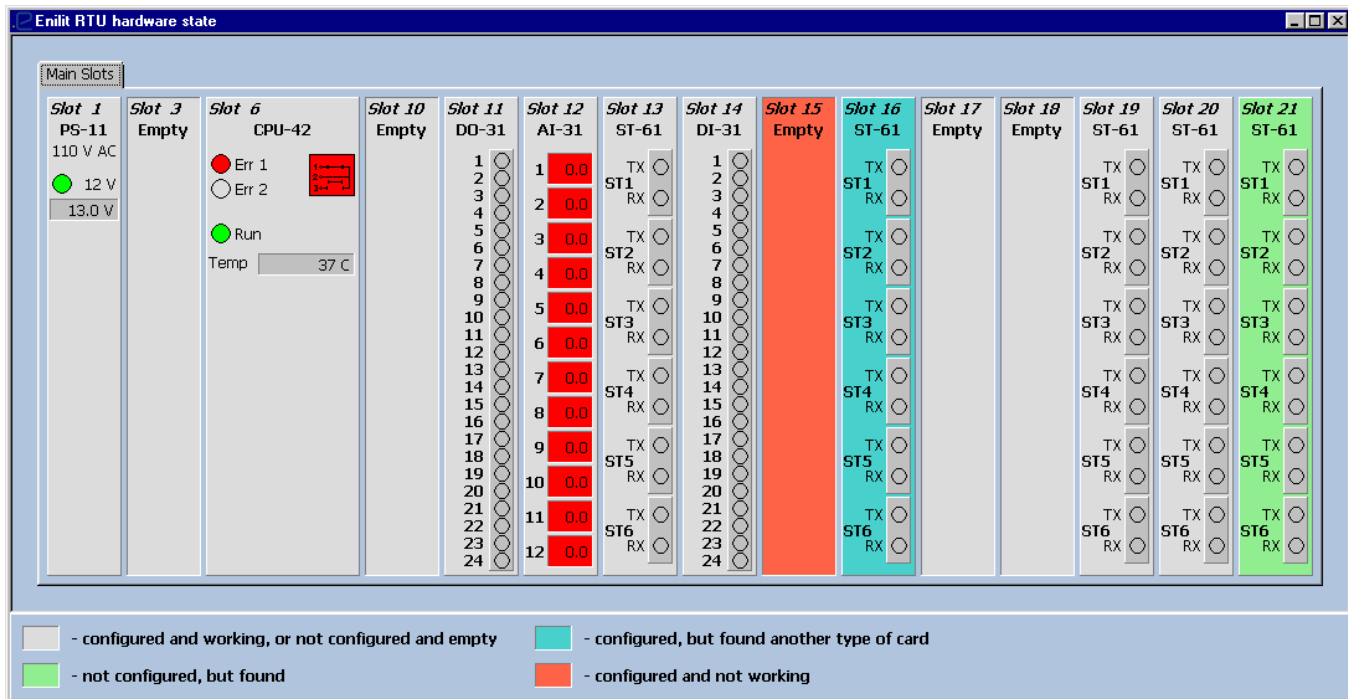 Enilit RTU hardware state
Main Slots
Slot 1
PS-11
110 V AC
12 V
13.0 V
Slot 3
Empty
Slot 6
CPU-42
Err 1
Err 2
1
2
3
Run
Temp 37 C
Slot 10
Empty
Slot 11
DO-31
1
2
3
4
5
6
7
8
9
10
11
12
13
14
15
16
17
18
19
20
21
22
23
24
Slot 12
AI-31
1 0.0
2 0.0
3 0.0
4 0.0
5 0.0
6 0.0
7 0.0
8 0.0
9 0.0
10 0.0
11 0.0
12 0.0
Slot 13
ST-61
TX
ST1
RX
TX
ST2
RX
TX
ST3
RX
TX
ST4
RX
TX
ST5
RX
TX
ST6
RX
Slot 14
DI-31
1
2
3
4
5
6
7
8
9
10
11
12
13
14
15
16
17
18
19
20
21
22
23
24
Slot 15
Empty
Slot 16
ST-61
TX
ST1
RX
TX
ST2
RX
TX
ST3
RX
TX
ST4
RX
TX
ST5
RX
TX
ST6
RX
Slot 17
Empty
Slot 18
Empty
Slot 19
ST-61
TX
ST1
RX
TX
ST2
RX
TX
ST3
RX
TX
ST4
RX
TX
ST5
RX
TX
ST6
RX
Slot 20
ST-61
TX
ST1
RX
TX
ST2
RX
TX
ST3
RX
TX
ST4
RX
TX
ST5
RX
TX
ST6
RX
Slot 21
ST-61
TX
ST1
RX
TX
ST2
RX
TX
ST3
RX
TX
ST4
RX
TX
ST5
RX
TX
ST6
RX
- configured and working, or not configured and empty
- configured, but found another type of card
- not configured, but found
- configured and not working